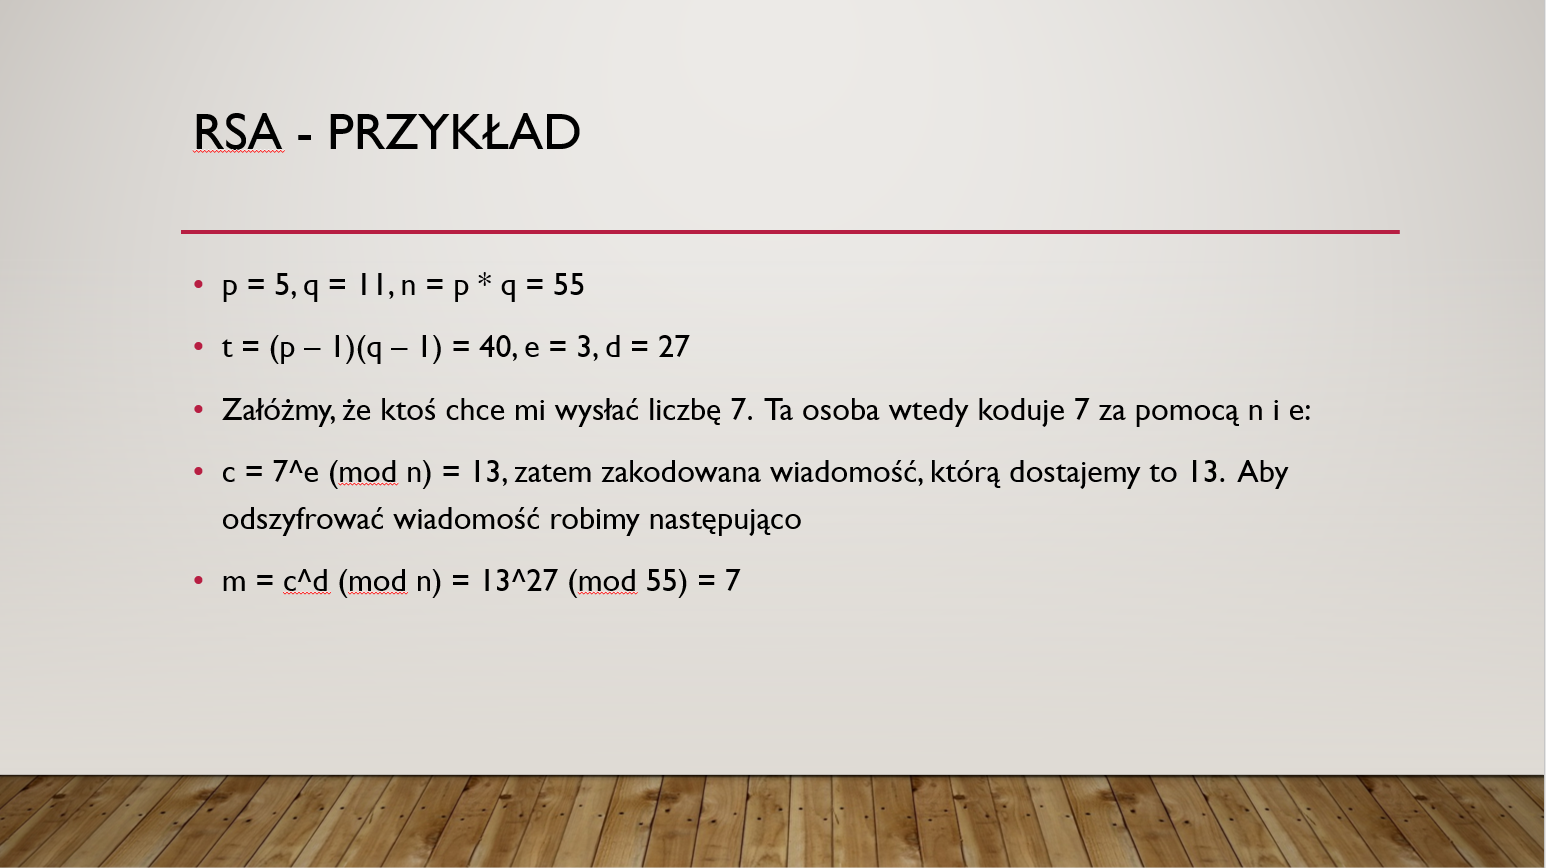 RSA - PRZYKŁAD
• p = 5, q = 11, n = p * q = 55
• t = (p – 1)(q – 1) = 40, e = 3, d = 27
• Załóżmy, że ktoś chce mi wysłać liczbę 7. Ta osoba wtedy koduje 7 za pomocą n i e:
• c = 7^e (mod n) = 13, zatem zakodowana wiadomość, którą dostajemy to 13. Aby
odszyfrować wiadomość robimy następująco
• m = c^d (mod n) = 13^27 (mod 55) = 7